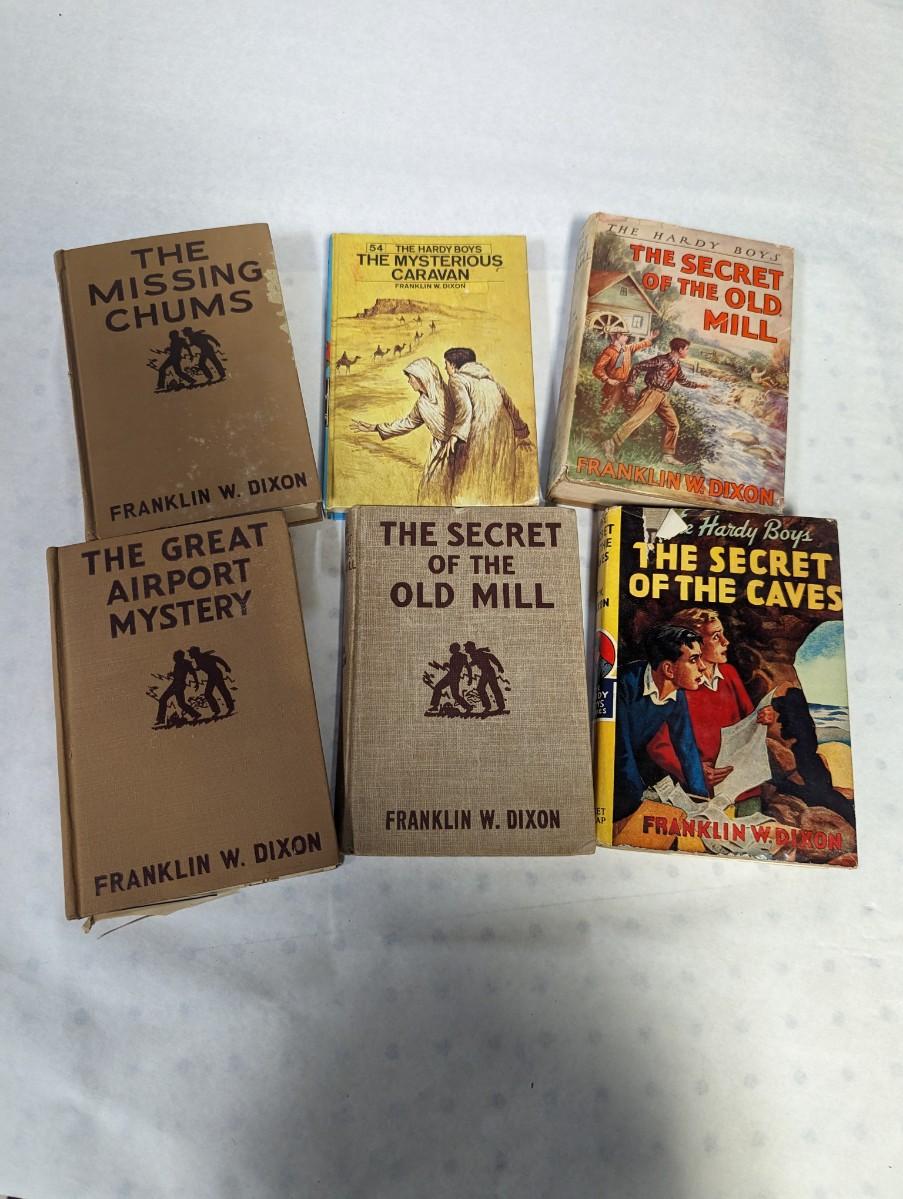 THE
MISSING
CHUMS
FRANKLIN W. DIXON
54 THE HARDY BOYS
THE MYSTERIOUS
CARAVAN
FRANKLIN W. DIXON
THE HARDY BOYS
THE SECRET
OF THE OLD
MILL
FRANKLIN W. DIXON
THE GREAT
AIRPORT
MYSTERY
FRANKLIN W. DIXON
THE SECRET
OF THE
OLD MILL
FRANKLIN W. DIXON
Hardy Boys
THE SECRET
OF THE CAVES
FRANKLIN W. DIXON